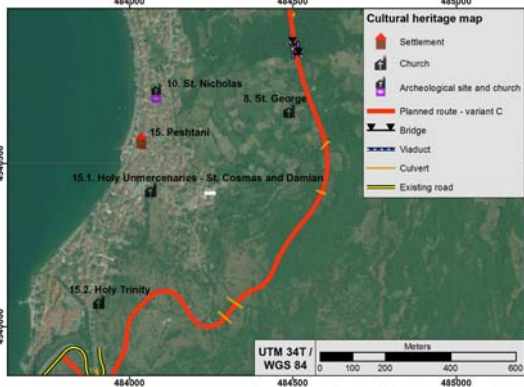 484000 484500 485000
Cultural heritage map
Settlement
Church
Archeological site and church
Planned route - variant C
Bridge
Viaduct
Culvert
Existing road
10. St. Nicholas
8. St. George
15. Peshtani
15.1. Holy Unmercenaries - St. Cosmas and Damian
15.2. Holy Trinity
UTM 34T /
WGS 84
Meters
0 100 200 400 600
484000 484500 485000